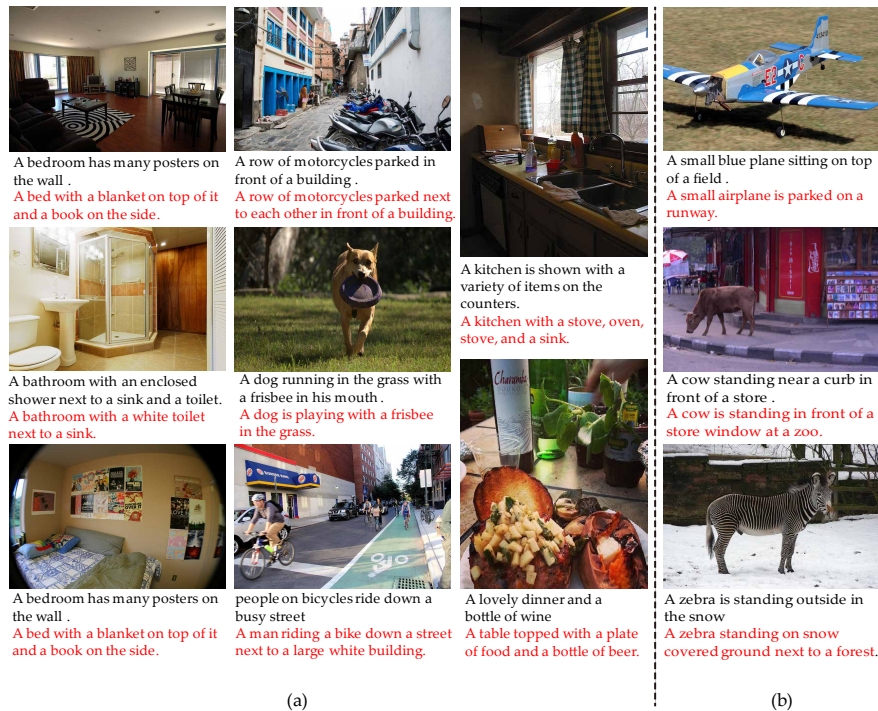 A bedroom has many posters on
the wall .
A bed with a blanket on top of it
and a book on the side.
A row of motorcycles parked in
front of a building .
A row of motorcycles parked next
to each other in front of a building.
A bathroom with an enclosed
shower next to a sink and a toilet.
A bathroom with a white toilet
next to a sink.
A dog running in the grass with
a frisbee in his mouth .
A dog is playing with a frisbee
in the grass.
A kitchen is shown with a
variety of items on the
counters.
A kitchen with a stove, oven,
stove, and a sink.
A bedroom has many posters on
the wall .
A bed with a blanket on top of it
and a book on the side.
people on bicycles ride down a
busy street
A man riding a bike down a street
next to a large white building.
Charamba
A lovely dinner and a
bottle of wine
A table topped with a plate
of food and a bottle of beer.
(a)
A small blue plane sitting on top
of a field .
A small airplane is parked on a
runway.
Coca-Cola
A cow standing near a curb in
front of a store .
A cow is standing in front of a
store window at a zoo.
A zebra is standing outside in
the snow
A zebra standing on snow
covered ground next to a forest.
(b)